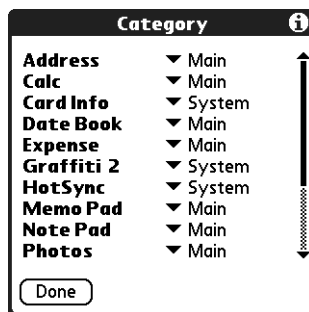 Category
Address Main
Calc Main
Card Info System
Date Book Main
Expense Main
Graffiti 2 System
HotSync System
Memo Pad Main
Note Pad Main
Photos Main
Done